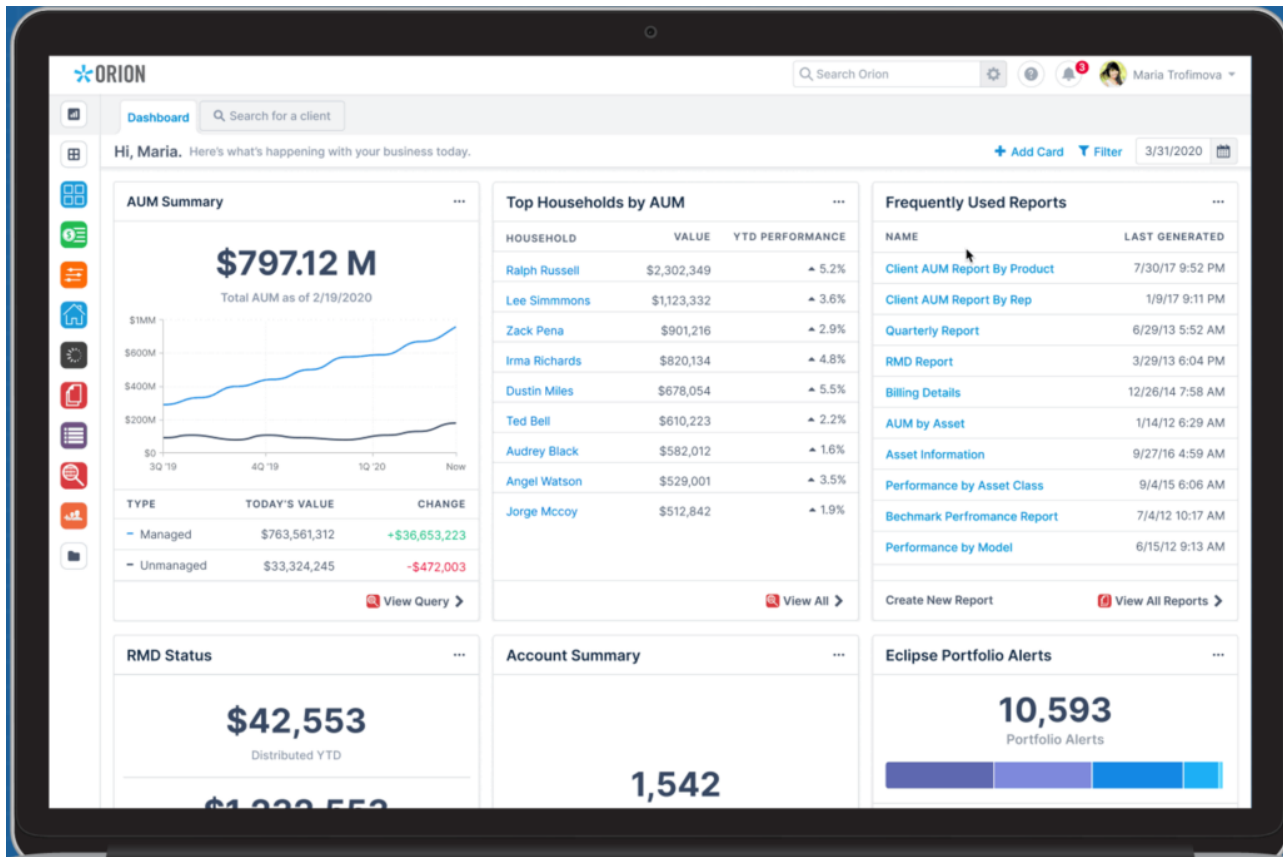 ORION
Search Orion
3
Maria Trofimova
Dashboard
Search for a client
Hi, Maria. Here's what's happening with your business today.
+ Add Card
Filter
3/31/2020
AUM Summary
$797.12 M
Total AUM as of 2/19/2020
$1MM
$600M
$400M
$200M
$0
3Q '19 4Q '19 1Q '20 Now
TYPE TODAY'S VALUE CHANGE
Managed $763,561,312 +$36,653,223
Unmanaged $33,324,245 -$472,003
View Query
Top Households by AUM
HOUSEHOLD VALUE YTD PERFORMANCE
Ralph Russell $2,302,349 5.2%
Lee Simmmons $1,123,332 3.6%
Zack Pena $901,216 2.9%
Irma Richards $820,134 4.8%
Dustin Miles $678,054 5.5%
Ted Bell $610,223 2.2%
Audrey Black $582,012 1.6%
Angel Watson $529,001 3.5%
Jorge Mccoy $512,842 1.9%
View All
Frequently Used Reports
NAME LAST GENERATED
Client AUM Report By Product 7/30/17 9:52 PM
Client AUM Report By Rep 1/9/17 9:11 PM
Quarterly Report 6/29/13 5:52 AM
RMD Report 3/29/13 6:04 PM
Billing Details 12/26/14 7:58 AM
AUM by Asset 1/14/12 6:29 AM
Asset Information 9/27/16 4:59 AM
Performance by Asset Class 9/4/15 6:06 AM
Bechmark Perfromance Report 7/4/12 10:17 AM
Performance by Model 6/15/12 9:13 AM
Create New Report
View All Reports
RMD Status
$42,553
Distributed YTD
Account Summary
1,542
Eclipse Portfolio Alerts
10,593
Portfolio Alerts